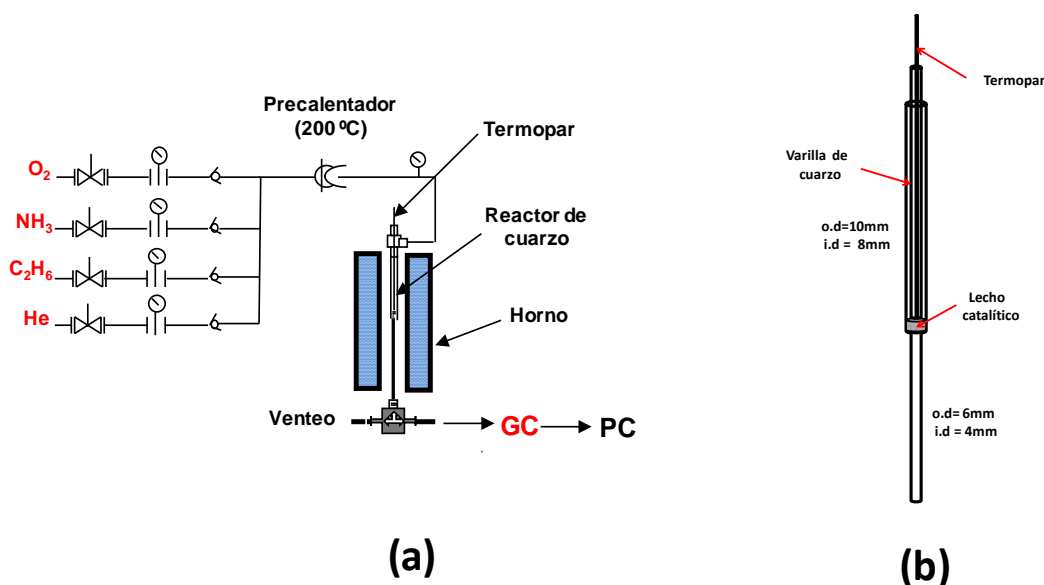 Precalentador
(200 ºC)
Termopar
O₂
NH₃
C₂H₆
He
Reactor de
cuarzo
Horno
Venteo
GC
PC
(a)
Termopar
Varilla de
cuarzo
o.d=10mm
i.d = 8mm
Lecho
catalítico
o.d= 6mm
i.d = 4mm
(b)